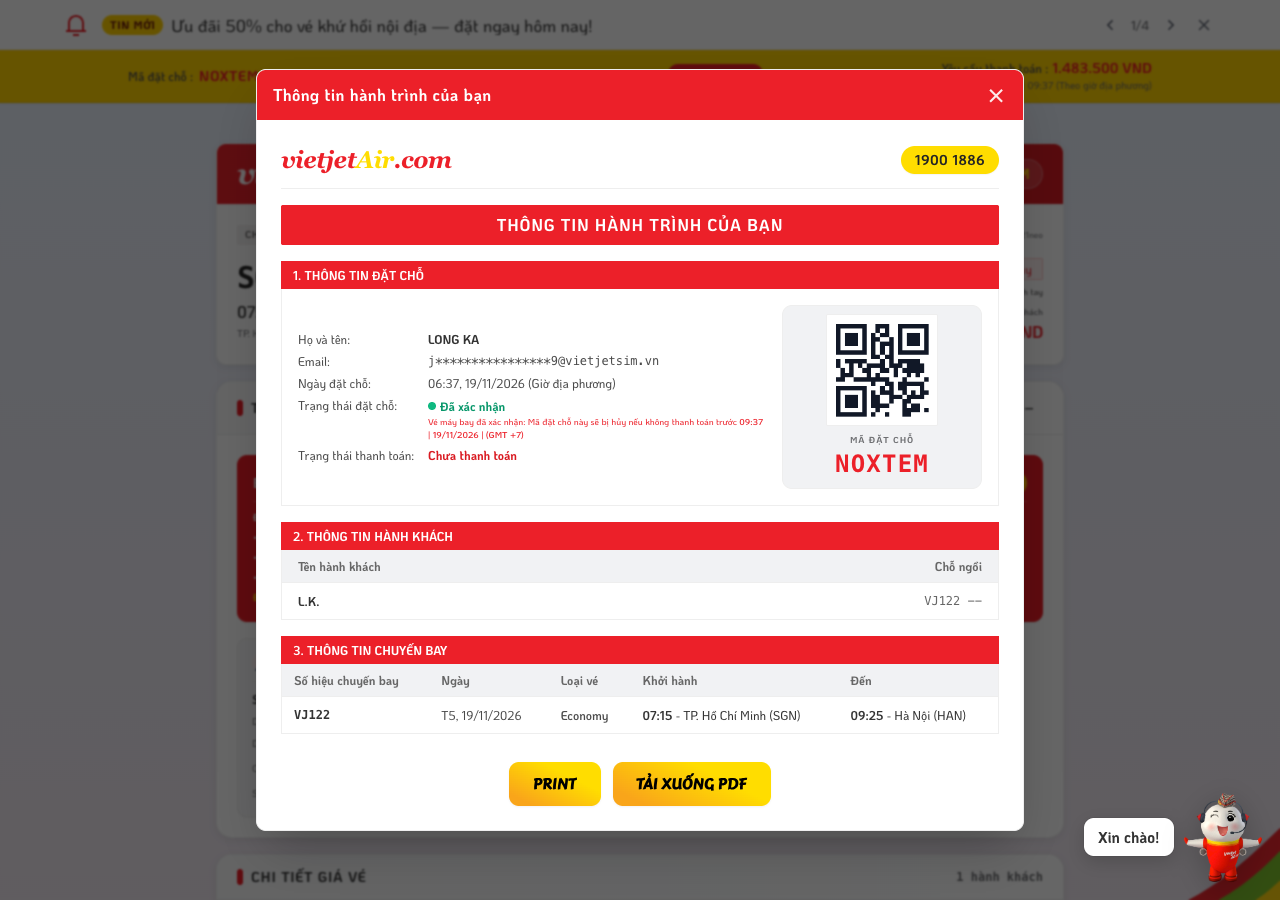 TIN MỚI Ưu đãi 50% cho vé khứ hồi nội địa — đặt ngay hôm nay!
1/4
Mã đặt chỗ : NOXTEM
thanh toán : 1.483.500 VND
09:37 (Theo giờ địa phương)
Thông tin hành trình của bạn
vietjetAir.com
1900 1886
THÔNG TIN HÀNH TRÌNH CỦA BẠN
1. THÔNG TIN ĐẶT CHỖ
Họ và tên: LONG KA
Email: j****************9@vietjetsim.vn
Ngày đặt chỗ: 06:37, 19/11/2026 (Giờ địa phương)
Trạng thái đặt chỗ: Đã xác nhận
Vé máy bay đã xác nhận: Mã đặt chỗ này sẽ bị hủy nếu không thanh toán trước 09:37
| 19/11/2026 | (GMT +7)
Trạng thái thanh toán: Chưa thanh toán
MÃ ĐẶT CHỖ
NOXTEM
2. THÔNG TIN HÀNH KHÁCH
Tên hành khách Chỗ ngồi
L.K. VJ122 ——
3. THÔNG TIN CHUYẾN BAY
Số hiệu chuyến bay Ngày Loại vé Khởi hành Đến
VJ122 T5, 19/11/2026 Economy 07:15 - TP. Hồ Chí Minh (SGN) 09:25 - Hà Nội (HAN)
PRINT TẢI XUỐNG PDF
Xin chào!
CHI TIẾT GIÁ VÉ 1 hành khách